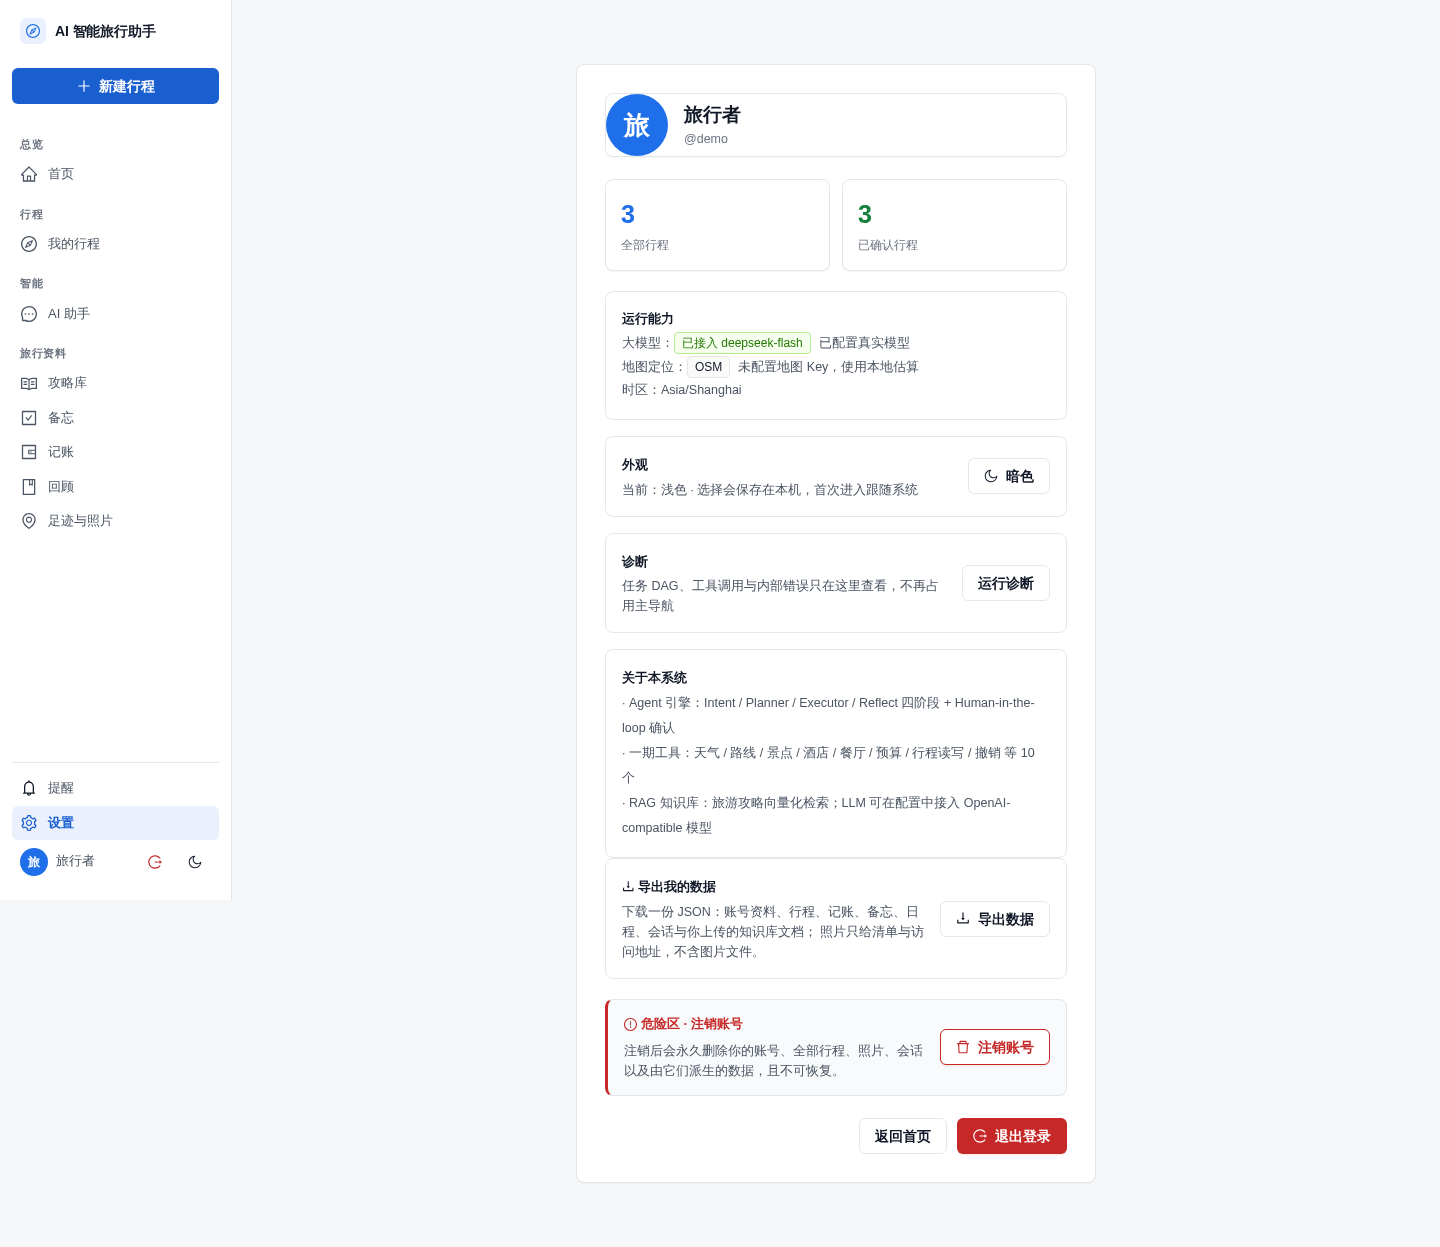 AI 智能旅行助手
新建行程
总览
首页
行程
我的行程
智能
AI 助手
旅行资料
攻略库
备忘
记账
回顾
足迹与照片
提醒
设置
旅 旅行者
旅
旅行者
@demo
3
全部行程
3
已确认行程
运行能力
大模型：已接入 deepseek-flash 已配置真实模型
地图定位：OSM 未配置地图 Key，使用本地估算
时区：Asia/Shanghai
外观
当前：浅色 · 选择会保存在本机，首次进入跟随系统
暗色
诊断
任务 DAG、工具调用与内部错误只在这里查看，不再占
用主导航
运行诊断
关于本系统
· Agent 引擎：Intent / Planner / Executor / Reflect 四阶段 + Human-in-the-
loop 确认
· 一期工具：天气 / 路线 / 景点 / 酒店 / 餐厅 / 预算 / 行程读写 / 撤销 等 10
个
· RAG 知识库：旅游攻略向量化检索；LLM 可在配置中接入 OpenAI-
compatible 模型
导出我的数据
下载一份 JSON：账号资料、行程、记账、备忘、日
程、会话与你上传的知识库文档； 照片只给清单与访
问地址，不含图片文件。
导出数据
危险区 · 注销账号
注销后会永久删除你的账号、全部行程、照片、会话
以及由它们派生的数据，且不可恢复。
注销账号
返回首页
退出登录